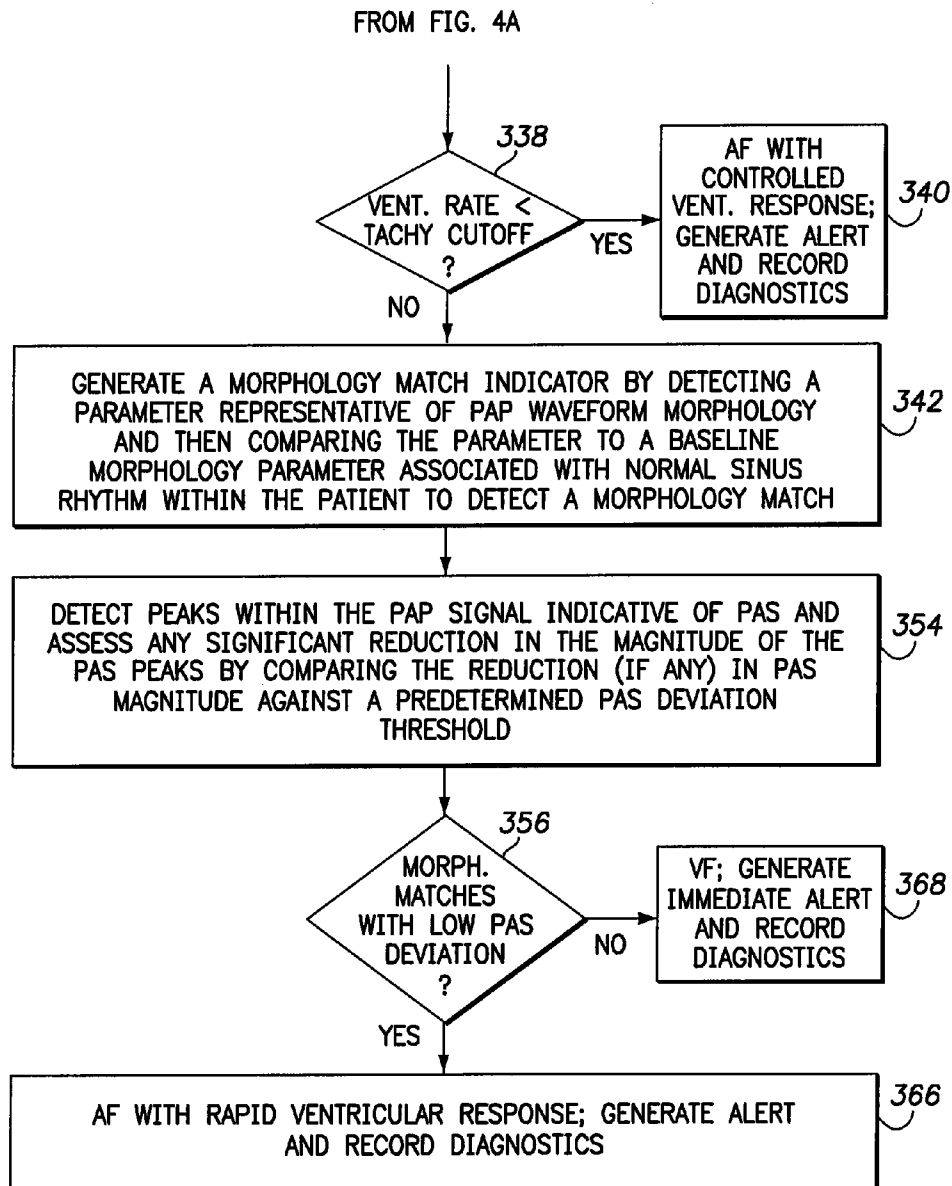 FROM FIG. 4A
338
VENT. RATE <
TACHY CUTOFF
?
YES
NO
AF WITH
CONTROLLED
VENT. RESPONSE;
GENERATE ALERT
AND RECORD
DIAGNOSTICS
340
GENERATE A MORPHOLOGY MATCH INDICATOR BY DETECTING A
PARAMETER REPRESENTATIVE OF PAP WAVEFORM MORPHOLOGY
AND THEN COMPARING THE PARAMETER TO A BASELINE
MORPHOLOGY PARAMETER ASSOCIATED WITH NORMAL SINUS
RHYTHM WITHIN THE PATIENT TO DETECT A MORPHOLOGY MATCH
342
DETECT PEAKS WITHIN THE PAP SIGNAL INDICATIVE OF PAS AND
ASSESS ANY SIGNIFICANT REDUCTION IN THE MAGNITUDE OF THE
PAS PEAKS BY COMPARING THE REDUCTION (IF ANY) IN PAS
MAGNITUDE AGAINST A PREDETERMINED PAS DEVIATION
THRESHOLD
354
356
MORPH.
MATCHES
WITH LOW PAS
DEVIATION
?
NO
YES
VF; GENERATE
IMMEDIATE ALERT
AND RECORD
DIAGNOSTICS
368
AF WITH RAPID VENTRICULAR RESPONSE; GENERATE ALERT
AND RECORD DIAGNOSTICS
366